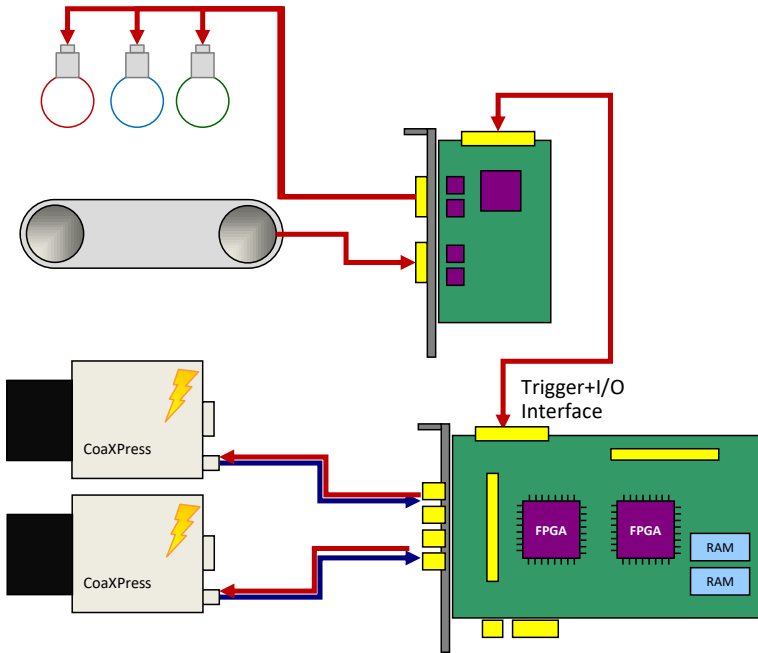 Trigger+I/O
Interface
CoaXPress
FPGA
FPGA
RAM
RAM
CoaXPress